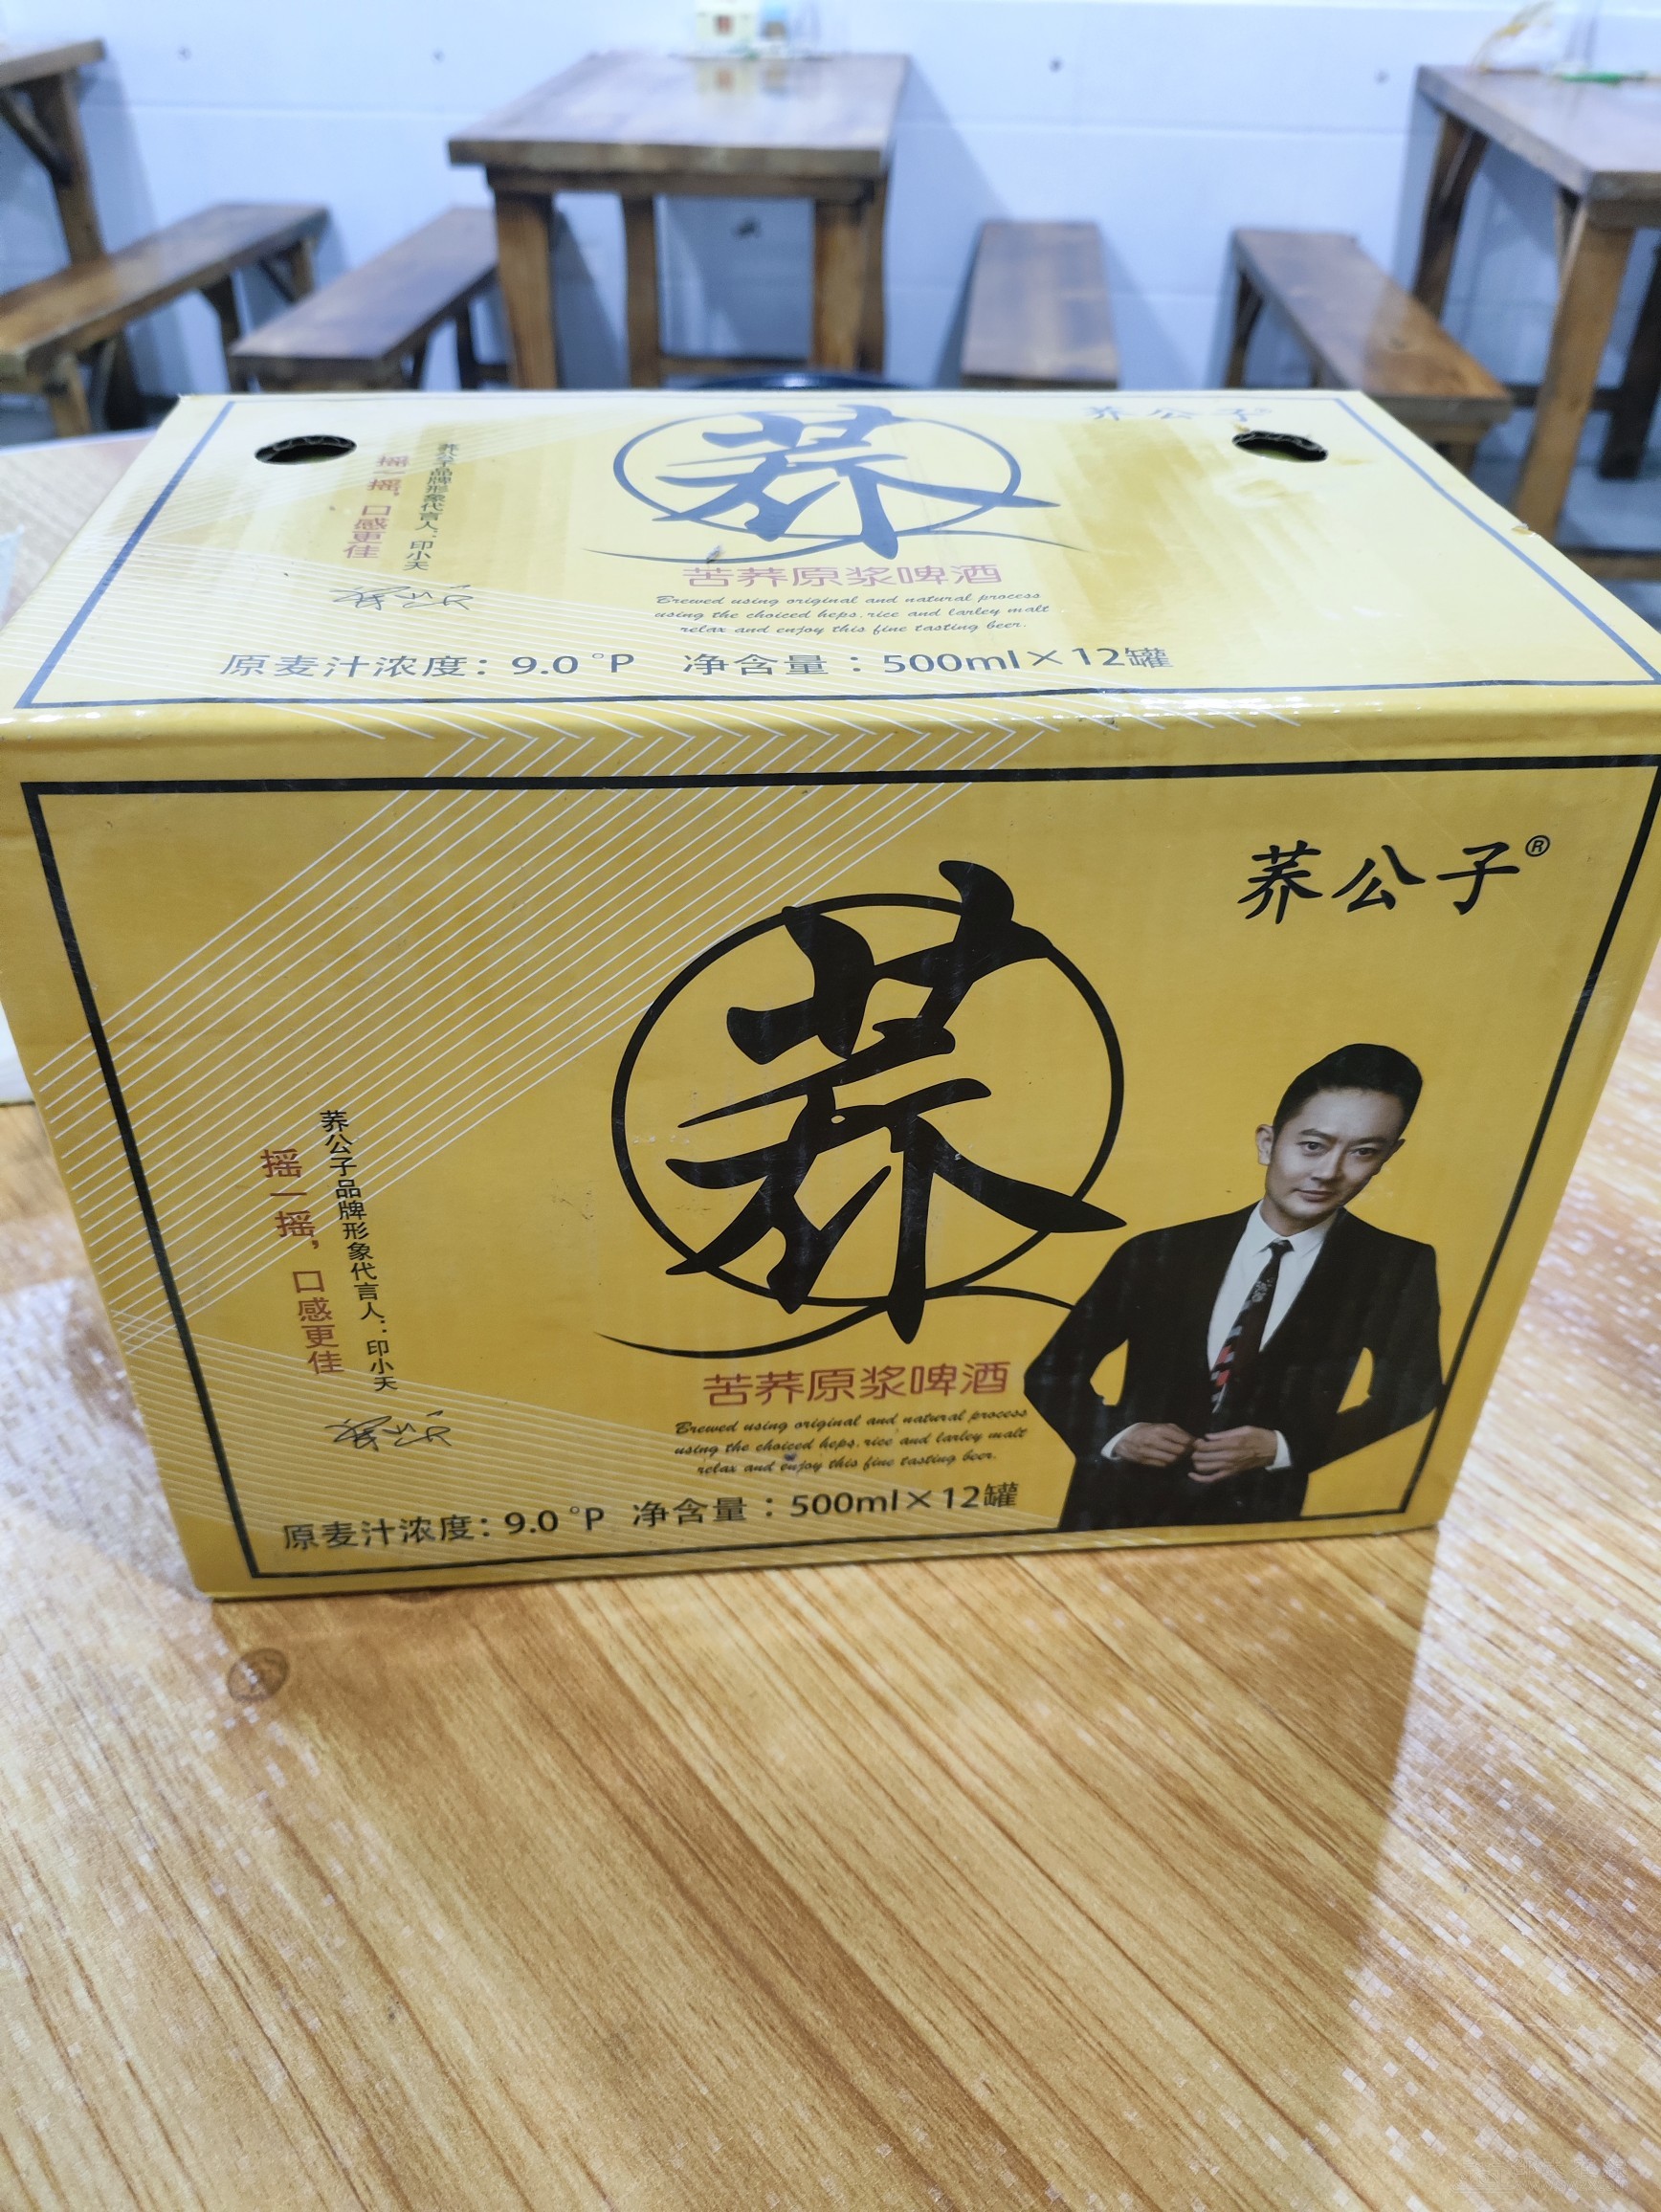 荞公子®
荞
荞公子品牌形象代言人：印小天
摇一摇，口感更佳
苦荞原浆啤酒
Brewed using original and natural process
using the choiced heps.rice and larley malt
relax and enjoy this fine tasting beer.
原麦汁浓度：9.0°P 净含量：500ml×12罐
荞公子®
荞
荞公子品牌形象代言人：印小天
摇一摇，口感更佳
苦荞原浆啤酒
Brewed using original and natural process
using the choiced heps.rice and larley malt
relax and enjoy this fine tasting beer.
原麦汁浓度：9.0°P 净含量：500ml×12罐